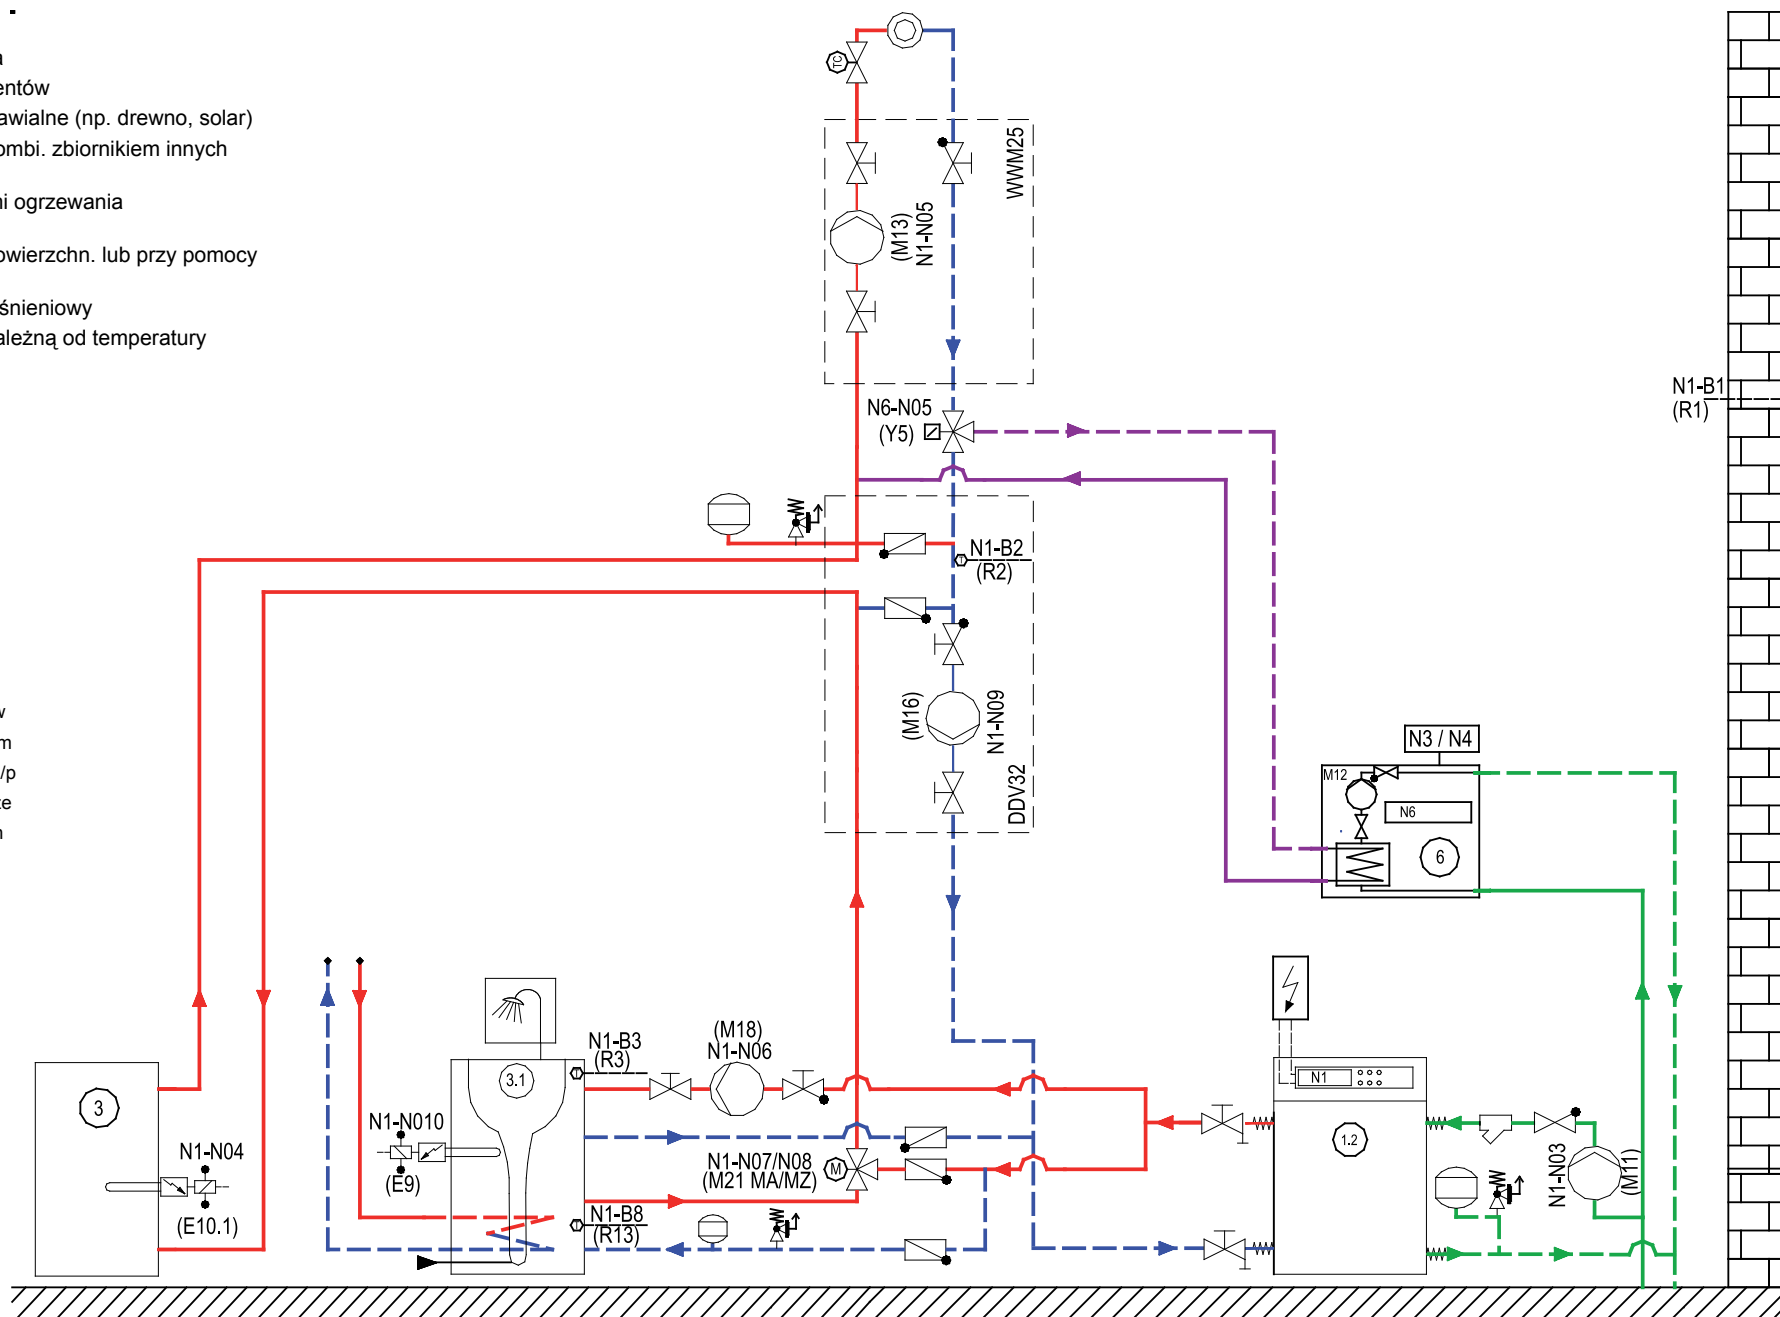 a
entów
awialne (np. drewno, solar)
ombi. zbiornikiem innych
ni ogrzewania
owierzchn. lub przy pomocy
śnieniowy
ależną od temperatury
w
m
/p
te
n
TC
WWM25
(M13)
N1-N05
N6-N05
(Y5)
N1-B1
(R1)
N1-B2
(R2)
(M16)
N1-N09
DDV32
N3 / N4
M12
N6
6
N1-B3
(R3)
(M18)
N1-N06
3.1
3
N1-N010
(E9)
N1-N04
(E10.1)
N1-N07/N08
(M21 MA/MZ)
M
N1-B8
(R13)
N1
1.2
N1-N03
(M11)